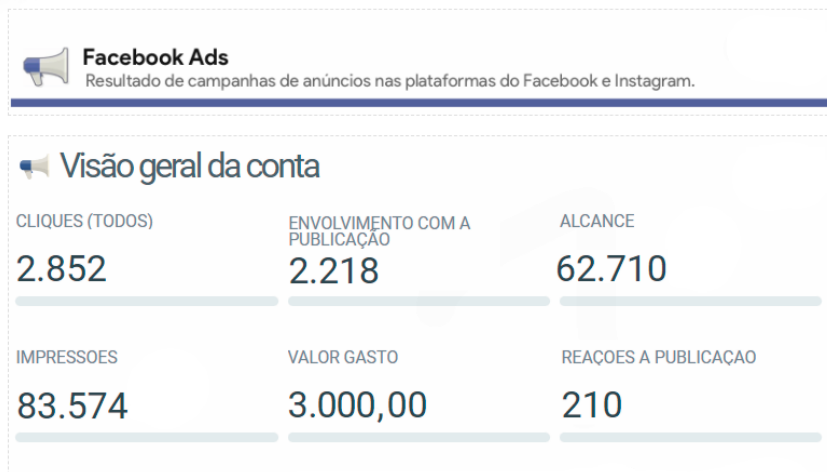 Facebook Ads
Resultado de campanhas de anúncios nas plataformas do Facebook e Instagram.
Visão geral da conta
CLIQUES (TODOS)
2.852
ENVOLVIMENTO COM A
PUBLICAÇÃO
2.218
ALCANCE
62.710
IMPRESSOES
83.574
VALOR GASTO
3.000,00
REAÇOES A PUBLICAÇAO
210